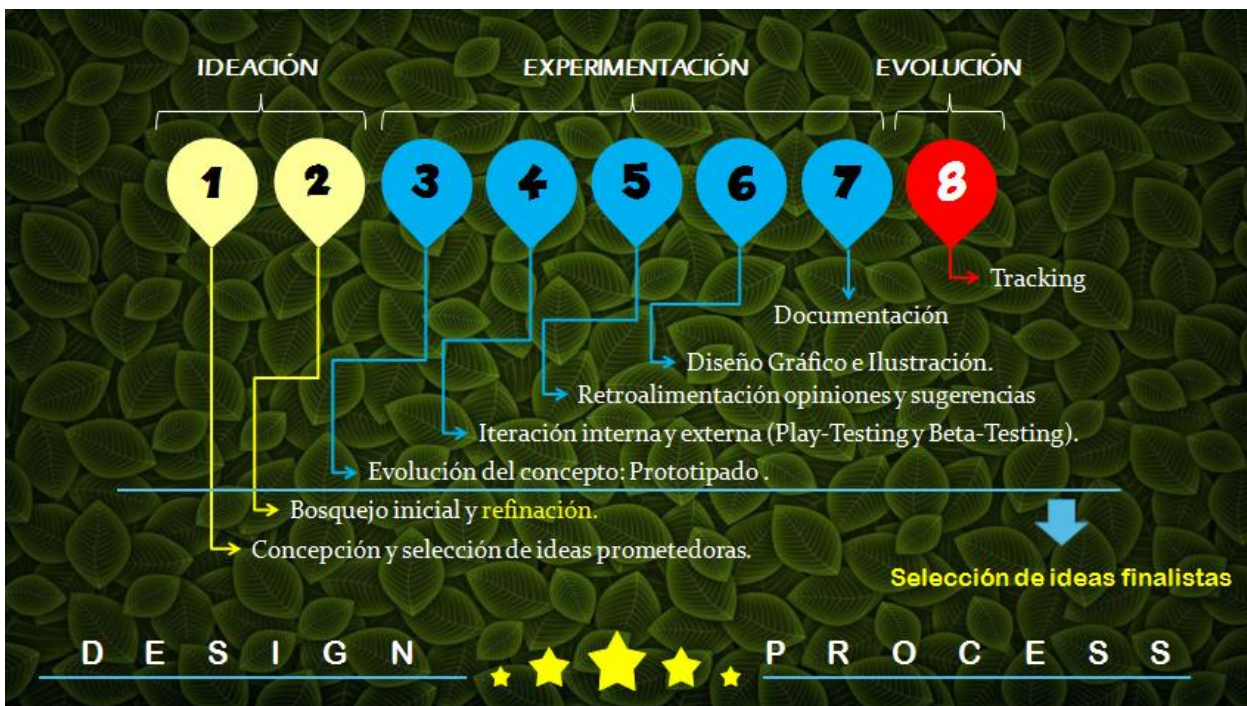 IDEACIÓN
EXPERIMENTACIÓN
EVOLUCIÓN
1
2
3
4
5
6
7
8
Tracking
Documentación
Diseño Gráfico e Ilustración.
Retroalimentación opiniones y sugerencias
Iteración interna y externa (Play-Testing y Beta-Testing).
Evolución del concepto: Prototipado .
Bosquejo inicial y refinación.
Concepción y selección de ideas prometedoras.
Selección de ideas finalistas
DESIGN PROCESS